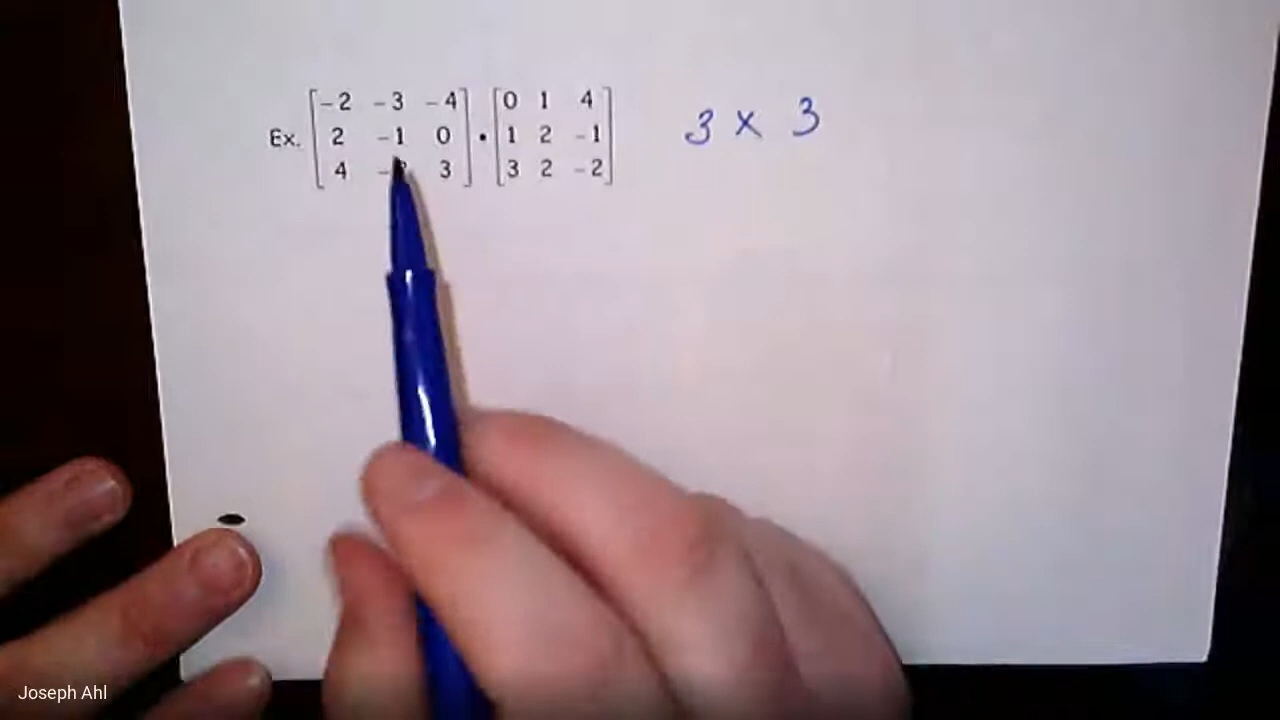 -2 -3 -4 0 1 4 3 x 3
Ex. 2 -1 0 • 1 2 -1
4 - 3 3 2 -2
Joseph Ahl